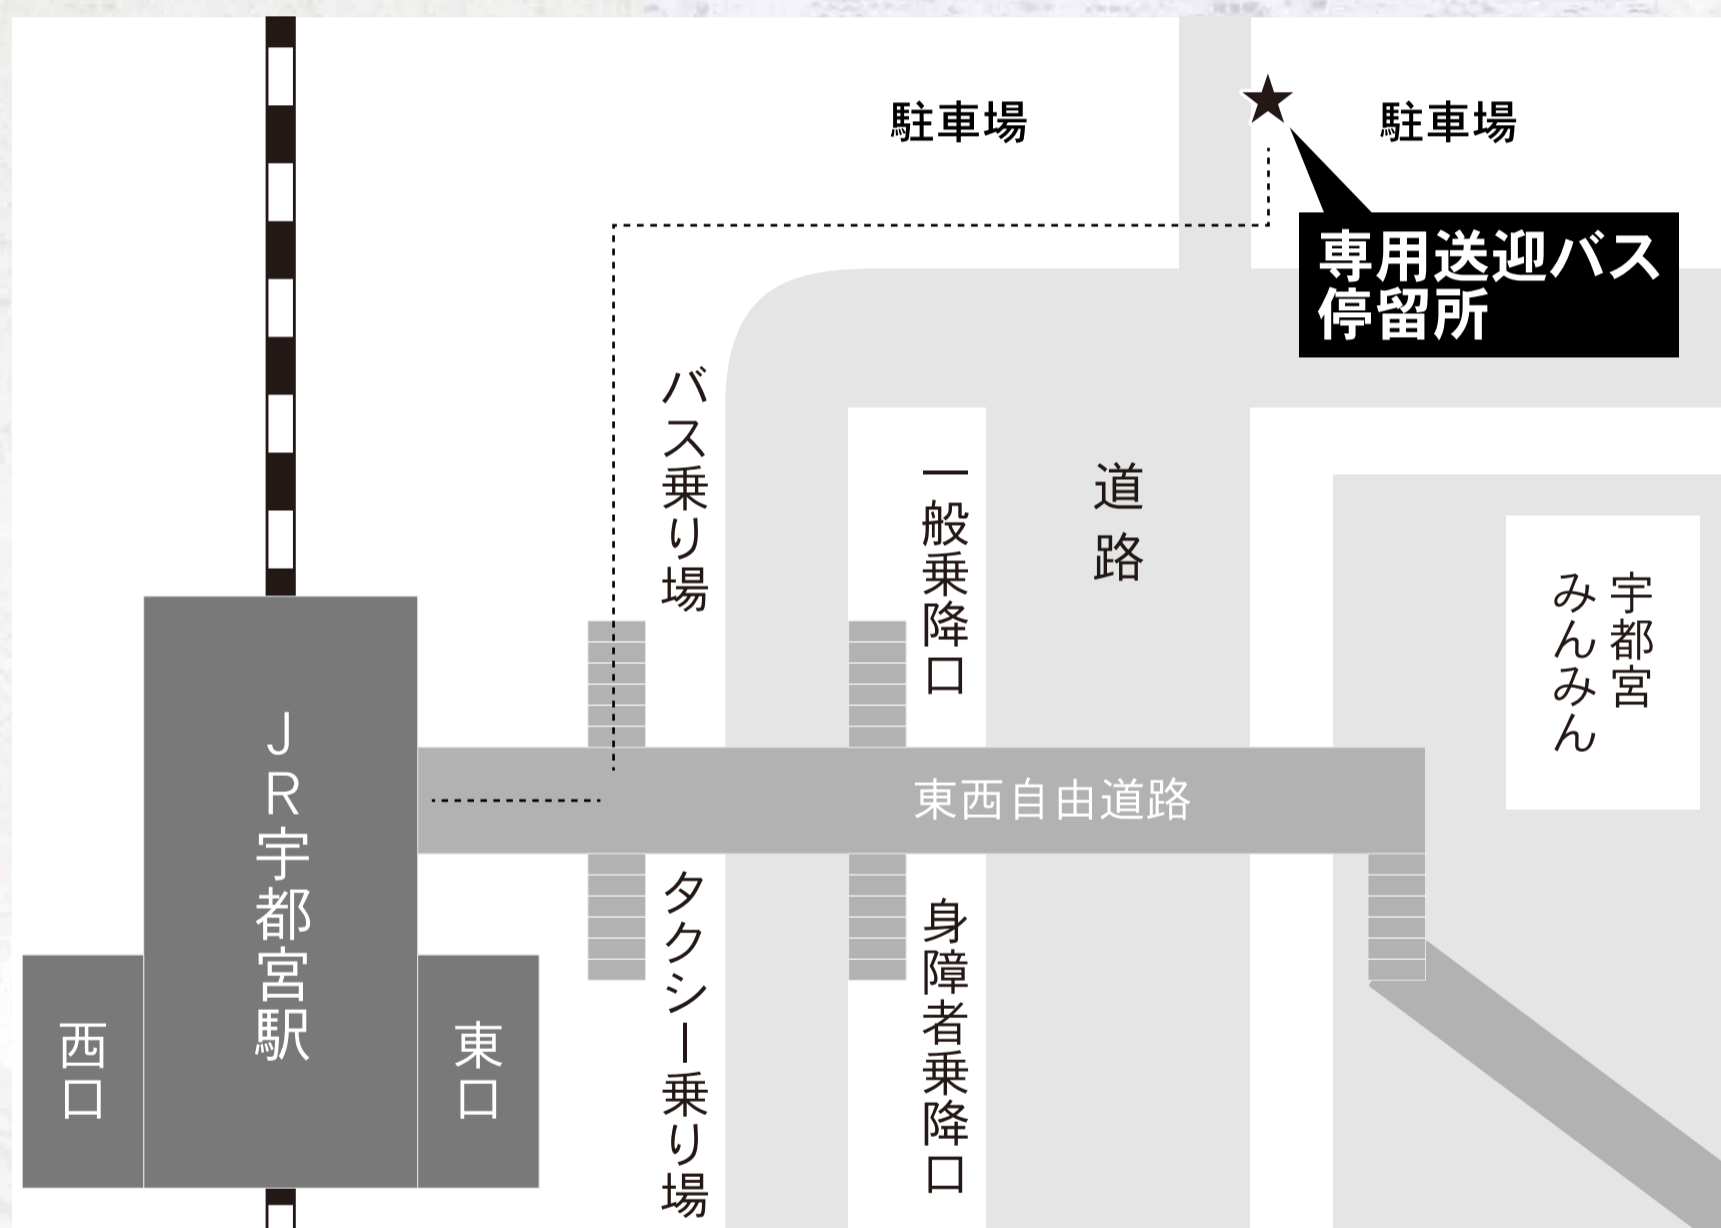 駐車場
駐車場
専用送迎バス
停留所
バス乗り場
一般乗降口
道路
宇都宮
みんみん
JR宇都宮駅
東西自由道路
タクシー乗り場
身障者乗降口
西口
東口